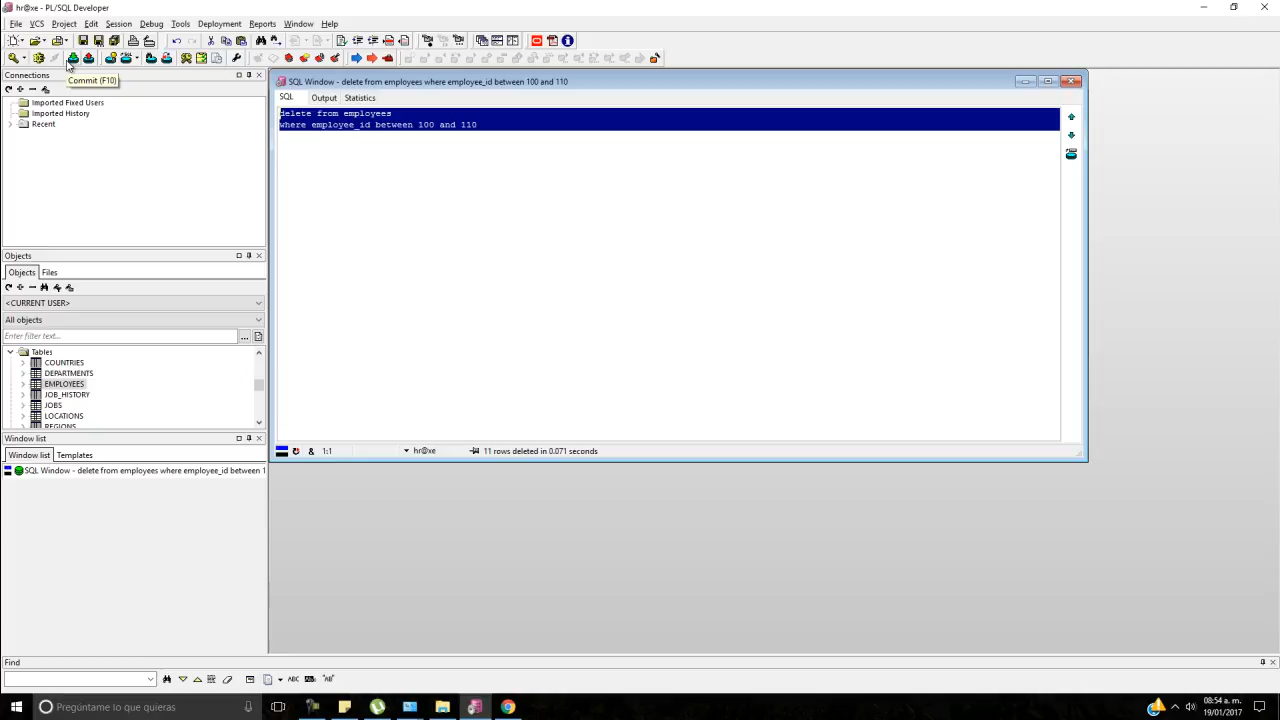 hr@xe - PL/SQL Developer
File VCS Project Edit Session Debug Tools Deployment Reports Window Help
Commit (F10)
Connections
Imported Fixed Users
Imported History
Recent
SQL Window - delete from employees where employee_id between 100 and 110
SQL Output Statistics
delete from employees
where employee_id between 100 and 110
Objects
Objects Files
<CURRENT USER>
All objects
Enter filter text...
Tables
COUNTRIES
DEPARTMENTS
EMPLOYEES
JOB_HISTORY
JOBS
LOCATIONS
REGIONS
Window list
Window list Templates
SQL Window - delete from employees where employee_id between 1
& 1:1 hr@xe 11 rows deleted in 0.071 seconds
Find
ABC "AB"
Pregúntame lo que quieras
08:54 a. m.
19/01/2017